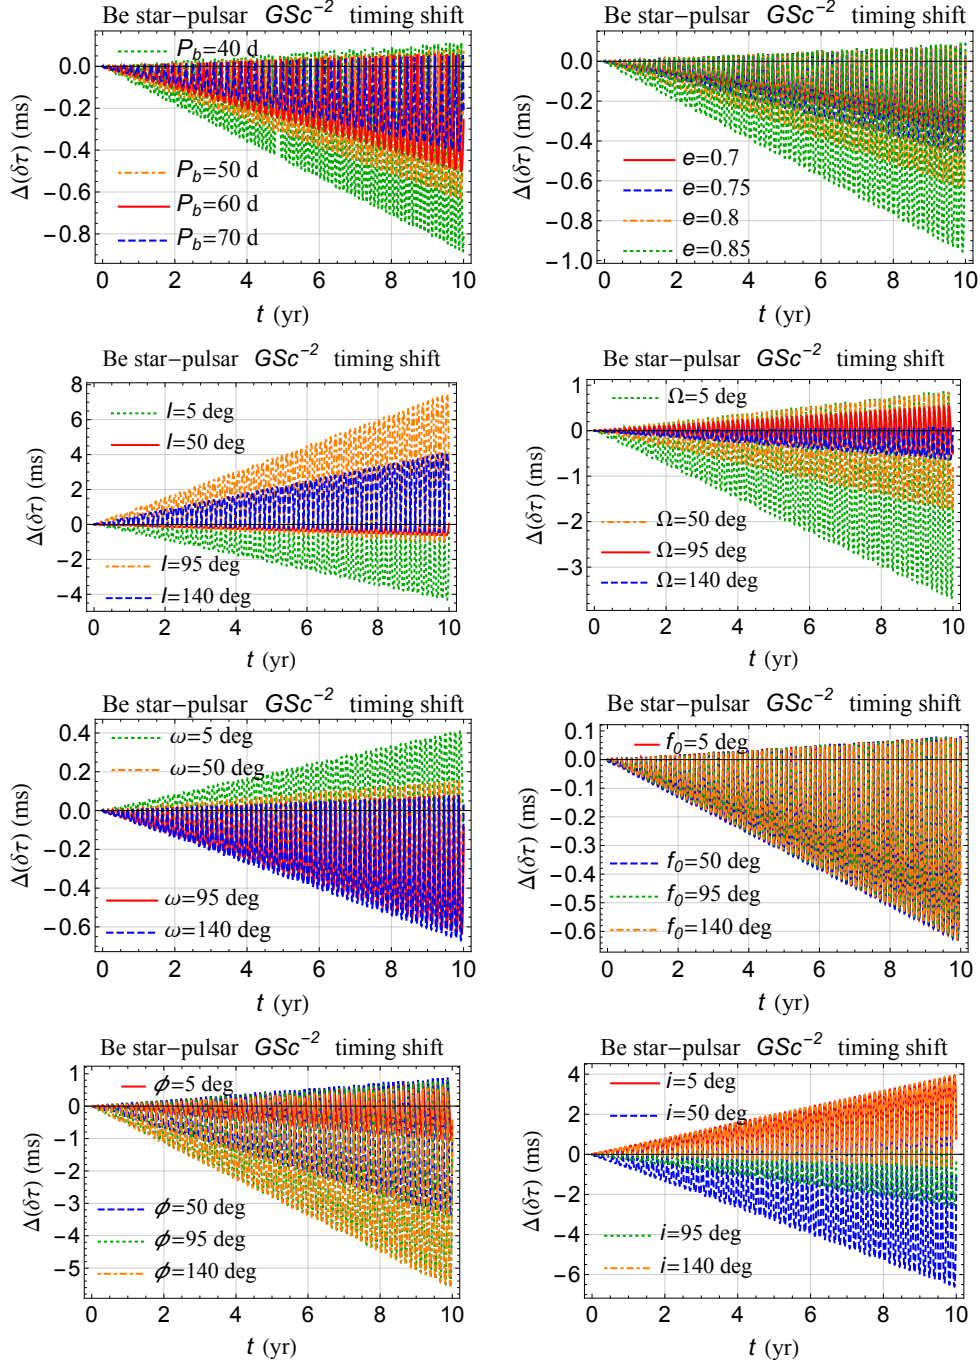 Be star−pulsar GSc⁻² timing shift
P_b=40 d
0.0
−0.2
−0.4
−0.6
−0.8
Δ(δτ) (ms)
P_b=50 d
P_b=60 d
P_b=70 d
0 2 4 6 8 10
t (yr)
Be star−pulsar GSc⁻² timing shift
0.0
−0.2
−0.4
−0.6
−0.8
−1.0
Δ(δτ) (ms)
e=0.7
e=0.75
e=0.8
e=0.85
0 2 4 6 8 10
t (yr)
Be star−pulsar GSc⁻² timing shift
8
6
4
2
0
−2
−4
Δ(δτ) (ms)
I=5 deg
I=50 deg
I=95 deg
I=140 deg
0 2 4 6 8 10
t (yr)
Be star−pulsar GSc⁻² timing shift
1
0
−1
−2
−3
Δ(δτ) (ms)
Ω=5 deg
Ω=50 deg
Ω=95 deg
Ω=140 deg
0 2 4 6 8 10
t (yr)
Be star−pulsar GSc⁻² timing shift
0.4
0.2
0.0
−0.2
−0.4
−0.6
Δ(δτ) (ms)
ω=5 deg
ω=50 deg
ω=95 deg
ω=140 deg
0 2 4 6 8 10
t (yr)
Be star−pulsar GSc⁻² timing shift
0.1
0.0
−0.1
−0.2
−0.3
−0.4
−0.5
−0.6
Δ(δτ) (ms)
f₀=5 deg
f₀=50 deg
f₀=95 deg
f₀=140 deg
0 2 4 6 8 10
t (yr)
Be star−pulsar GSc⁻² timing shift
1
0
−1
−2
−3
−4
−5
Δ(δτ) (ms)
ϕ=5 deg
ϕ=50 deg
ϕ=95 deg
ϕ=140 deg
0 2 4 6 8 10
t (yr)
Be star−pulsar GSc⁻² timing shift
4
2
0
−2
−4
−6
Δ(δτ) (ms)
i=5 deg
i=50 deg
i=95 deg
i=140 deg
0 2 4 6 8 10
t (yr)